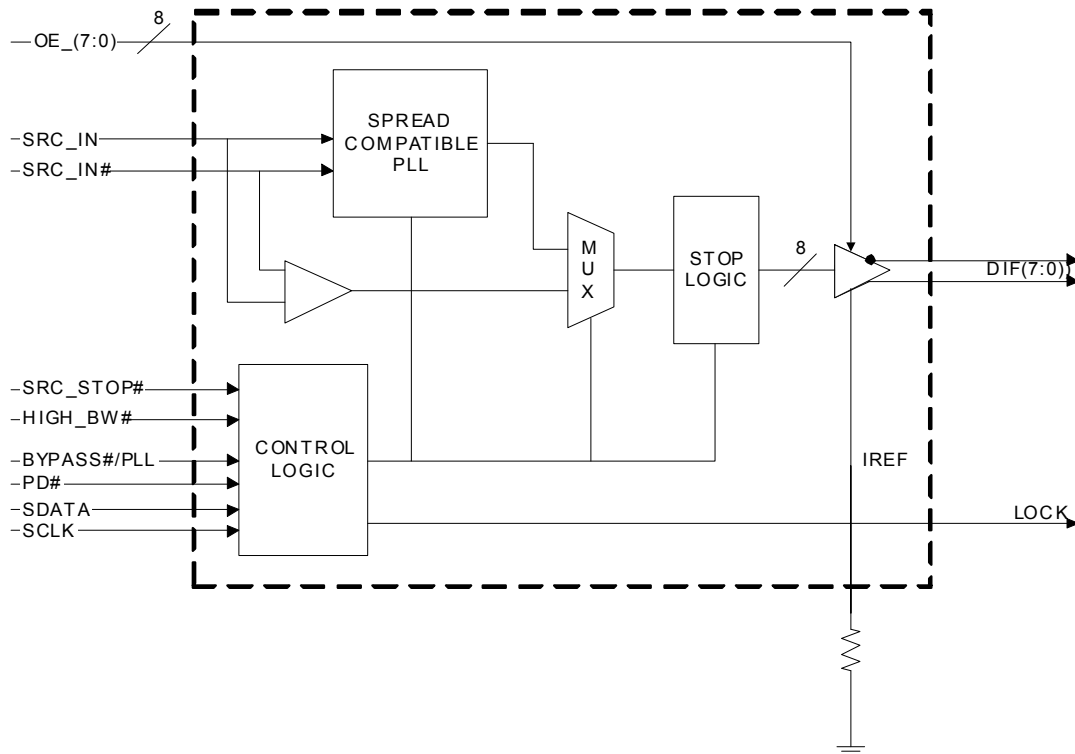 8
OE_(7:0)
SPREAD
COMPATIBLE
PLL
SRC_IN
SRC_IN#
M
U
X
STOP
LOGIC
8
DIF(7:0))
SRC_STOP#
HIGH_BW#
BYPASS#/PLL
PD#
SDATA
SCLK
CONTROL
LOGIC
IREF
LOCK